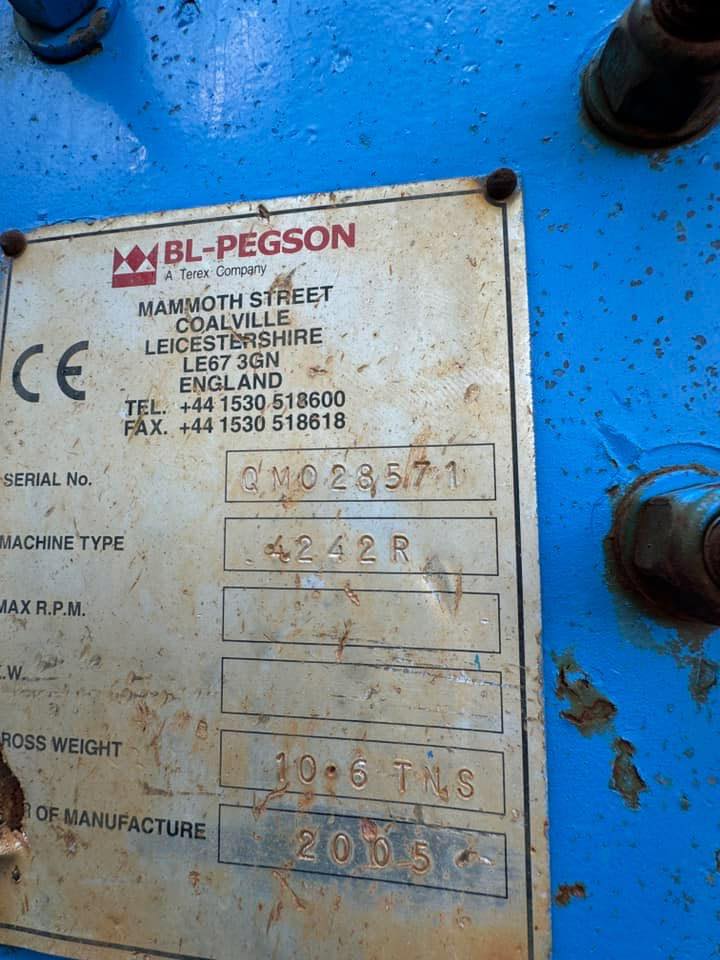 BL-PEGSON
A Terex Company
MAMMOTH STREET
COALVILLE
LEICESTERSHIRE
LE67 3GN
ENGLAND
TEL. +44 1530 518600
FAX. +44 1530 518618
CE
SERIAL No. QM028571
MACHINE TYPE 4242R
MAX R.P.M.
.W.
ROSS WEIGHT 10.6 TNS
OF MANUFACTURE 2005